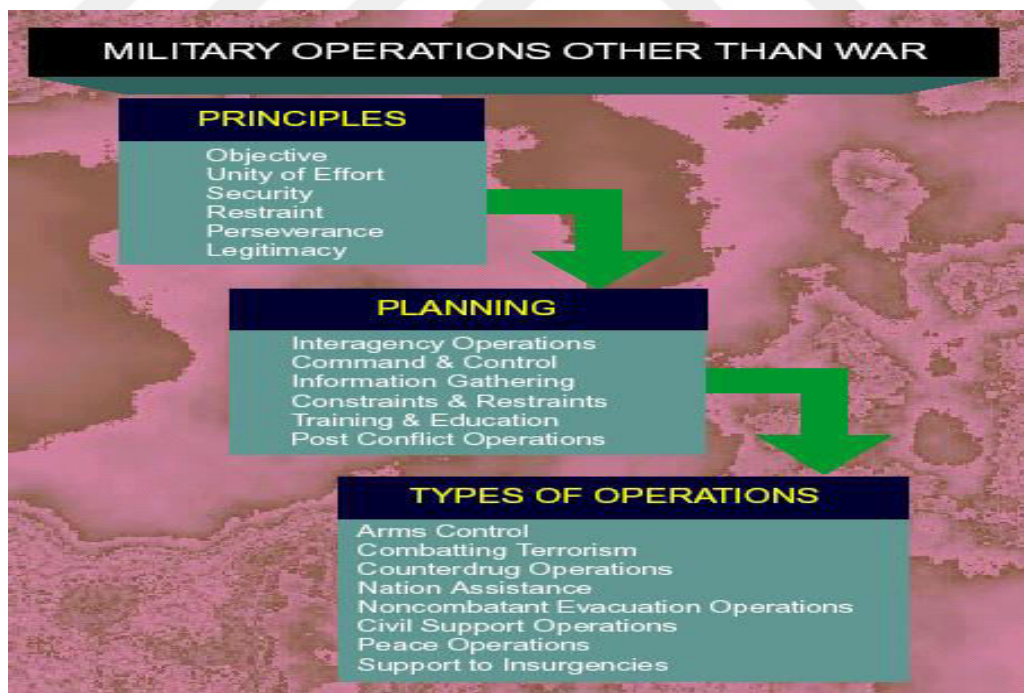 MILITARY OPERATIONS OTHER THAN WAR
PRINCIPLES
Objective
Unity of Effort
Security
Restraint
Perseverance
Legitimacy
PLANNING
Interagency Operations
Command & Control
Information Gathering
Constraints & Restraints
Training & Education
Post Conflict Operations
TYPES OF OPERATIONS
Arms Control
Combatting Terrorism
Counterdrug Operations
Nation Assistance
Noncombatant Evacuation Operations
Civil Support Operations
Peace Operations
Support to Insurgencies